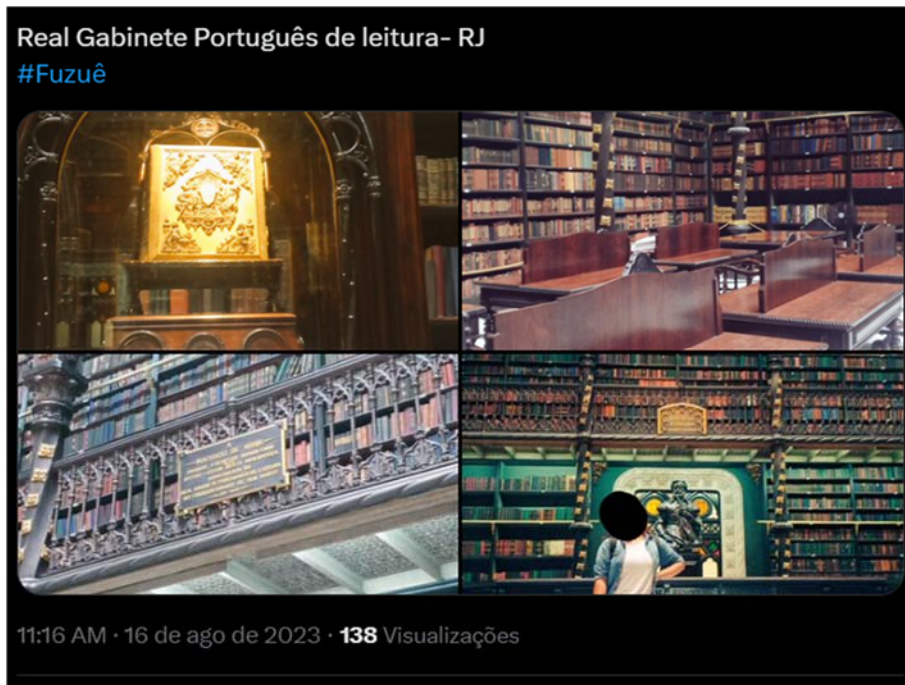 Real Gabinete Português de leitura- RJ
#Fuzuê
11:16 AM · 16 de ago de 2023 · 138 Visualizações